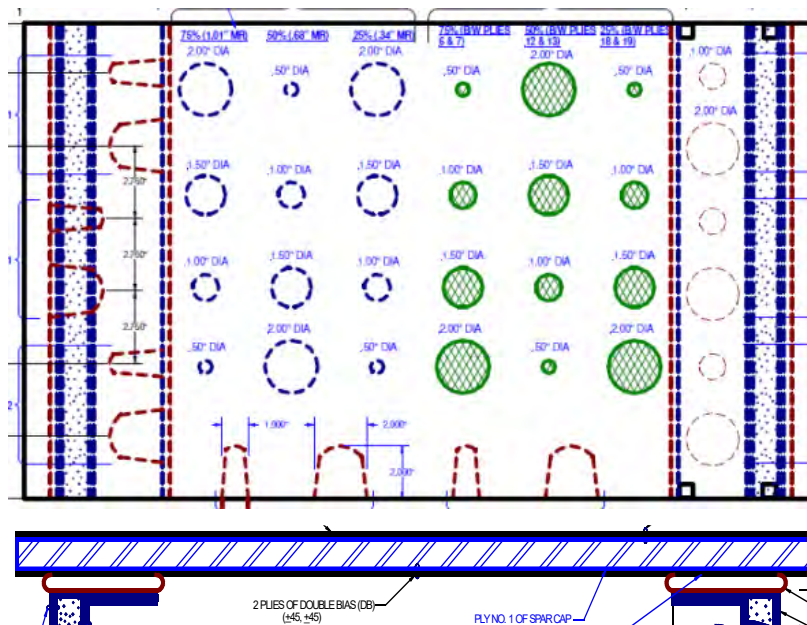 75% (1.01" MR) 50% (.68" MR) 25% (.34" MR) 75% (B/W PLIES 50% (B/W PLIES 25% (B/W PLIES
6 & 7) 12 & 13) 18 & 19)
2.00" DIA 2.00" DIA 2.00" DIA 1.00" DIA
.50" DIA .50" DIA .50" DIA
2.00" DIA
1.50" DIA 1.00" DIA 1.50" DIA 1.00" DIA 1.50" DIA 1.00" DIA
1.00" DIA 1.50" DIA 1.00" DIA 1.50" DIA 1.00" DIA 1.50" DIA
.50" DIA 2.00" DIA .50" DIA 2.00" DIA .50" DIA 2.00" DIA
1.000" 2.000"
2.000"
2 PLIES OF DOUBLE BIAS (DB)
(±45, ±45)
PLY NO. 1 OF SPAR CAP